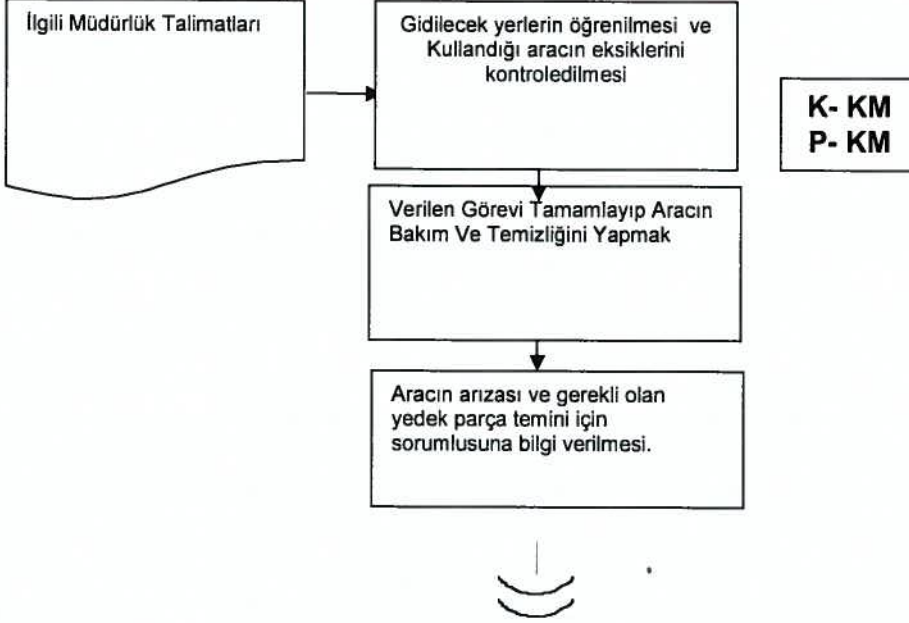 İlgili Müdürlük Talimatları
Gidilecek yerlerin öğrenilmesi ve
Kullandığı aracın eksiklerini
kontroledilmesi
K- KM
P- KM
Verilen Görevi Tamamlayıp Aracın
Bakım Ve Temizliğini Yapmak
Aracın arızası ve gerekli olan
yedek parça temini için
sorumlusuna bilgi verilmesi.